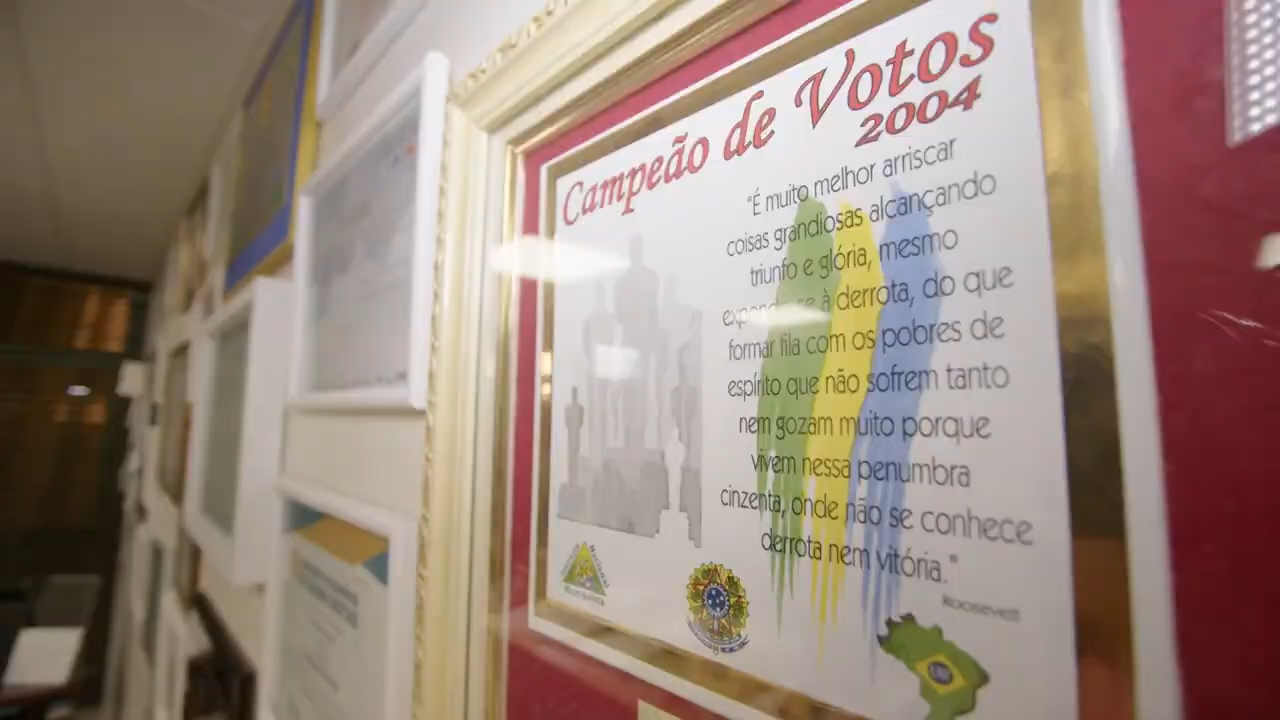 Campeão de Votos
2004
“É muito melhor arriscar
coisas grandiosas alcançando
triunfo e glória, mesmo
à derrota, do que
formar fila com os pobres de
espírito que não sofrem tanto
nem gozam muito porque
vivem nessa penumbra
cinzenta, onde não se conhece
derrota nem vitória.”
Roosevelt